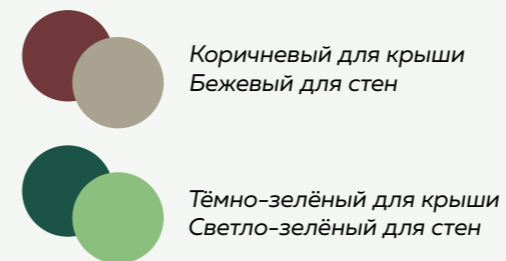 Коричневый для крыши
Бежевый для стен
Тёмно-зелёный для крыши
Светло-зелёный для стен